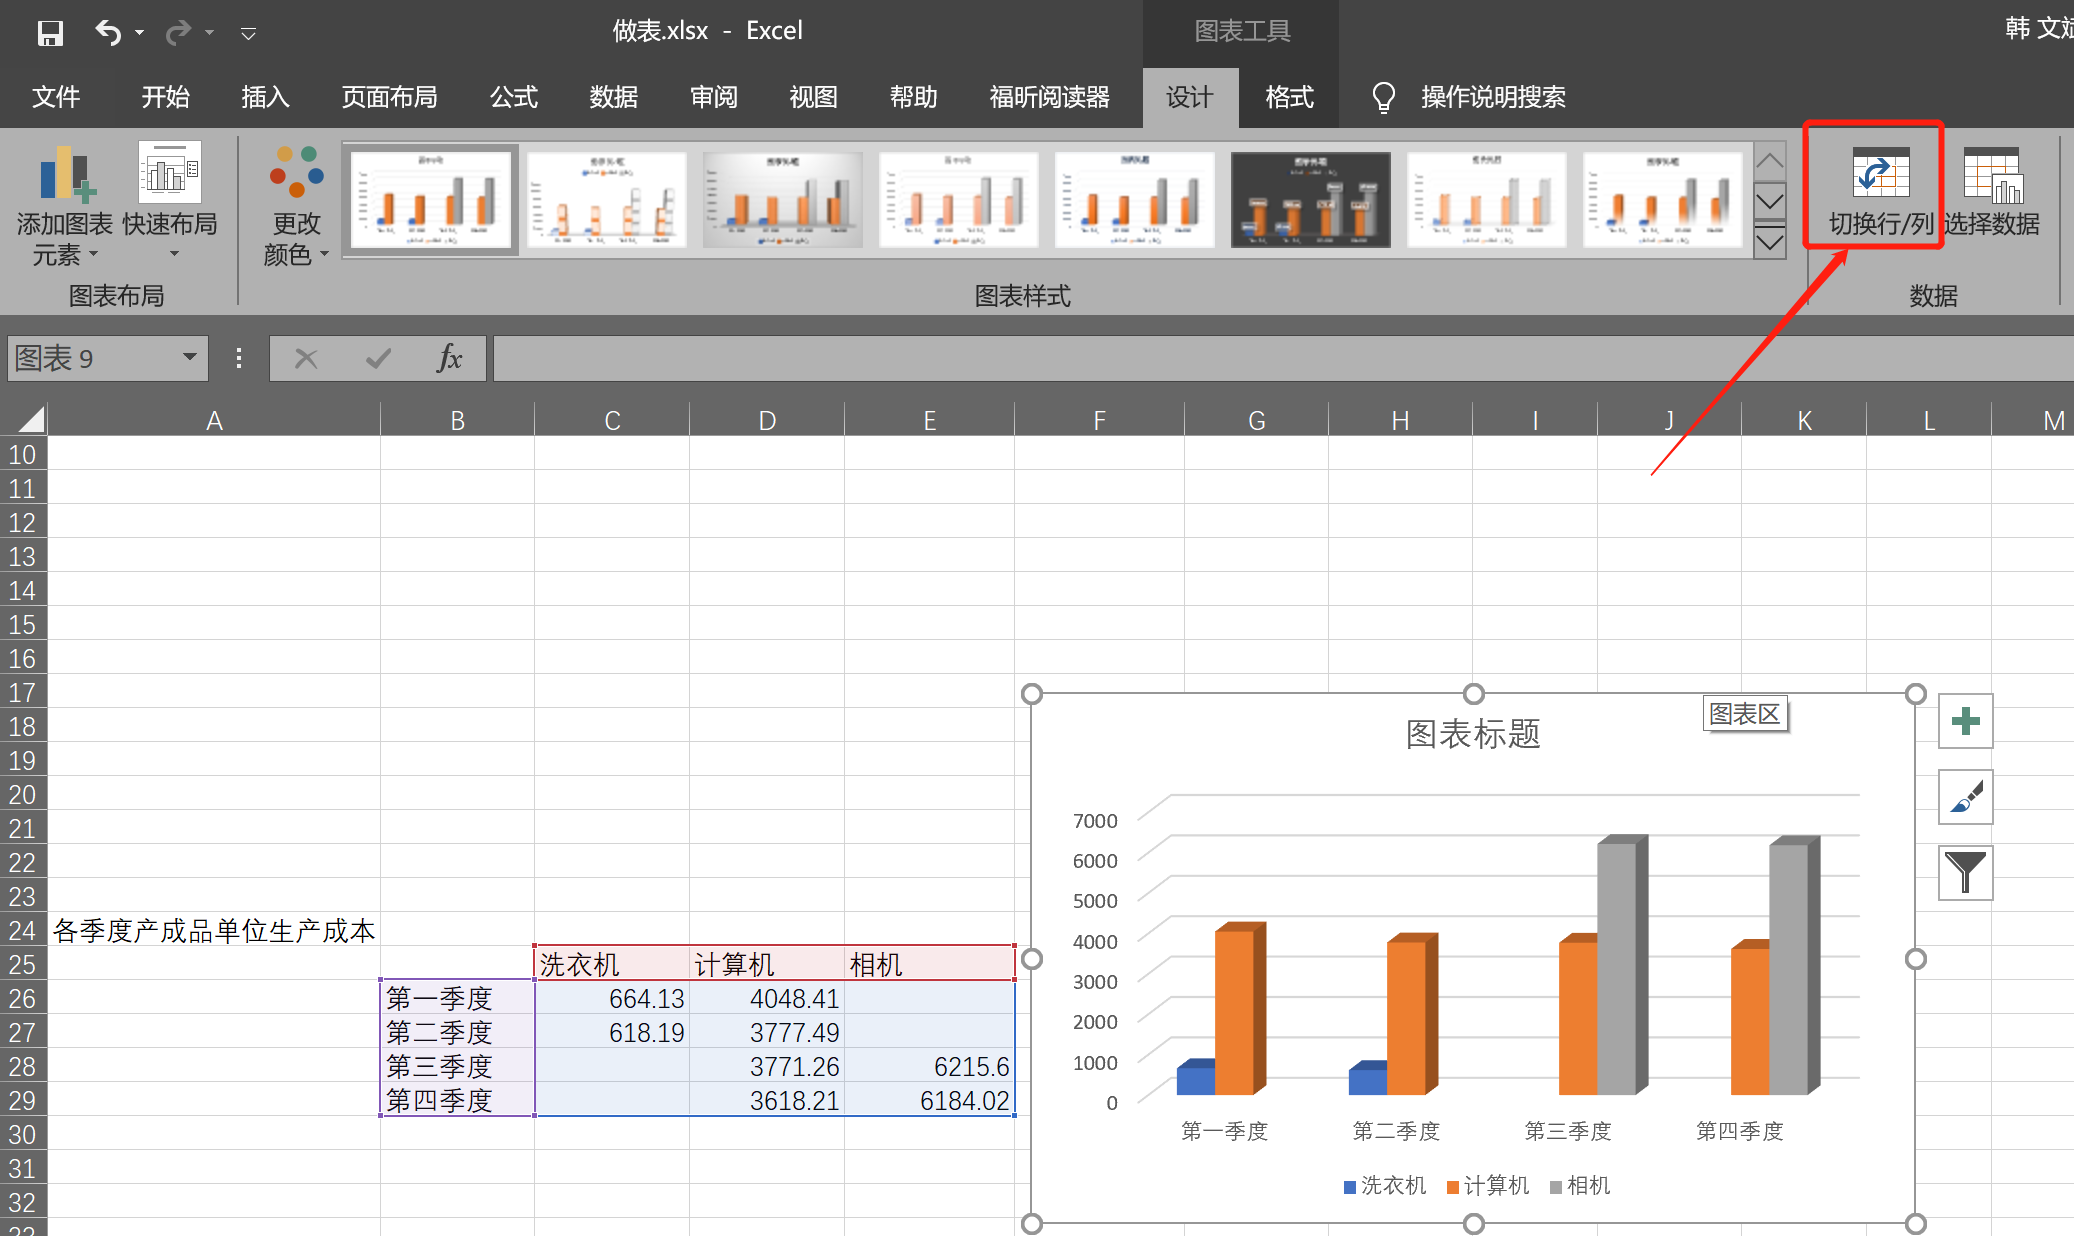 做表.xlsx - Excel
图表工具
韩 文
文件 开始 插入 页面布局 公式 数据 审阅 视图 帮助 福昕阅读器 设计 格式 操作说明搜索
添加图表元素
快速布局
更改颜色
切换行/列
选择数据
图表布局 图表样式 数据
图表 9
fx
A B C D E F G H I J K L M
10
11
12
13
14
15
16
17
18
19
20
21
22
23
24 各季度产成品单位生产成本
25 洗衣机 计算机 相机
26 第一季度 664.13 4048.41
27 第二季度 618.19 3777.49
28 第三季度 3771.26 6215.6
29 第四季度 3618.21 6184.02
30
31
32
图表标题
图表区
7000
6000
5000
4000
3000
2000
1000
0
第一季度 第二季度 第三季度 第四季度
洗衣机 计算机 相机